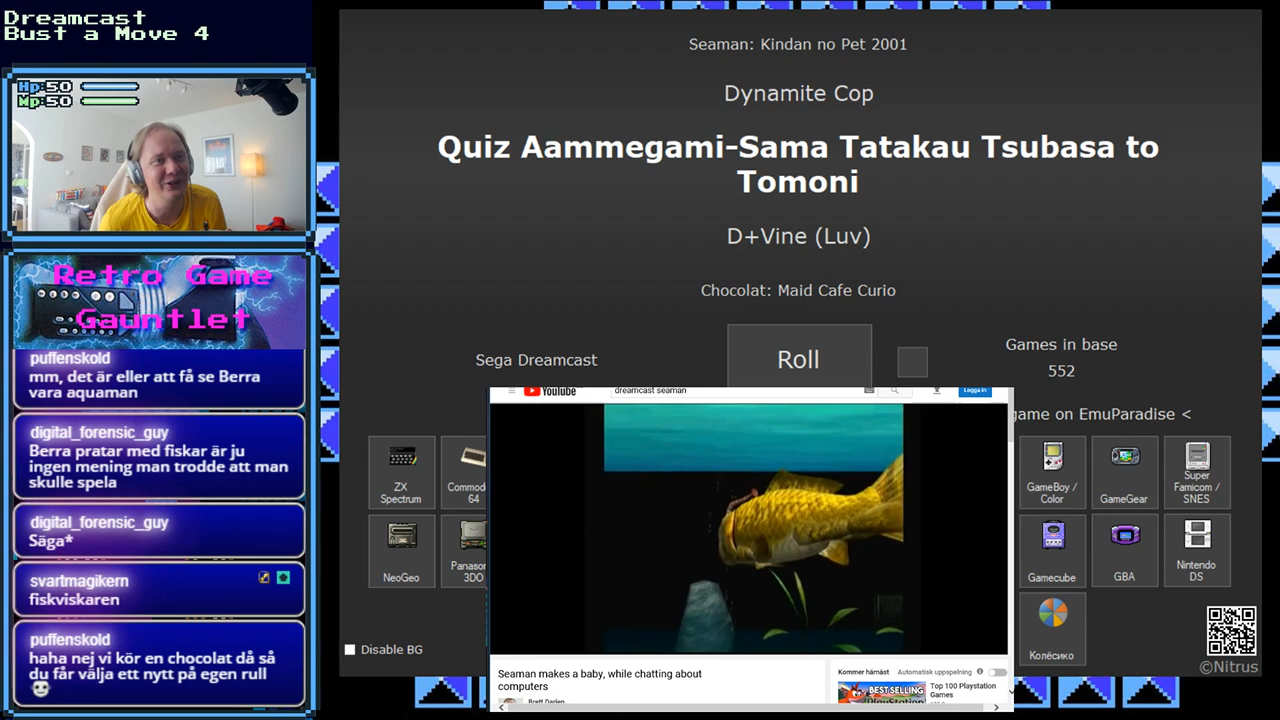 Dreamcast
Bust a Move 4
Hp:50
Mp:50
Retro Game
Gauntlet
puffenskold
mm, det är eller att få se Berra
vara aquaman
digital_forensic_guy
Berra pratar med fiskar är ju
ingen mening man trodde att man
skulle spela
digital_forensic_guy
Säga*
svartmagikern
fiskviskaren
puffenskold
haha nej vi kör en chocolat då så
du får välja ett nytt på egen rull
Seaman: Kindan no Pet 2001
Dynamite Cop
Quiz Aammegami-Sama Tatakau Tsubasa to
Tomoni
D+Vine (Luv)
Chocolat: Maid Cafe Curio
Sega Dreamcast
Roll
Games in base
552
game on EmuParadise <
YouTube
dreamcast seaman
Logga in
ZX
Spectrum
Commod
64
NeoGeo
Panason
3DO
GameBoy /
Color
GameGear
Super
Famicom /
SNES
Gamecube
GBA
Nintendo
DS
Колёсико
Disable BG
©Nitrus
Seaman makes a baby, while chatting about
computers
Brett Darien
Kommer härnäst
Automatisk uppspelning
BEST SELLING
PlayStation
Top 100 Playstation
Games